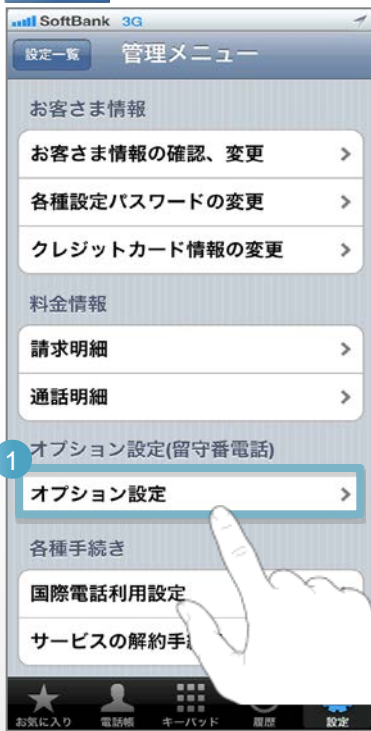 SoftBank 3G
設定一覧 管理メニュー
お客さま情報
お客さま情報の確認、変更
各種設定パスワードの変更
クレジットカード情報の変更
料金情報
請求明細
通話明細
1
オプション設定(留守番電話)
オプション設定
各種手続き
国際電話利用設定
サービスの解約手
お気に入り 電話帳 キーパッド 履歴 設定